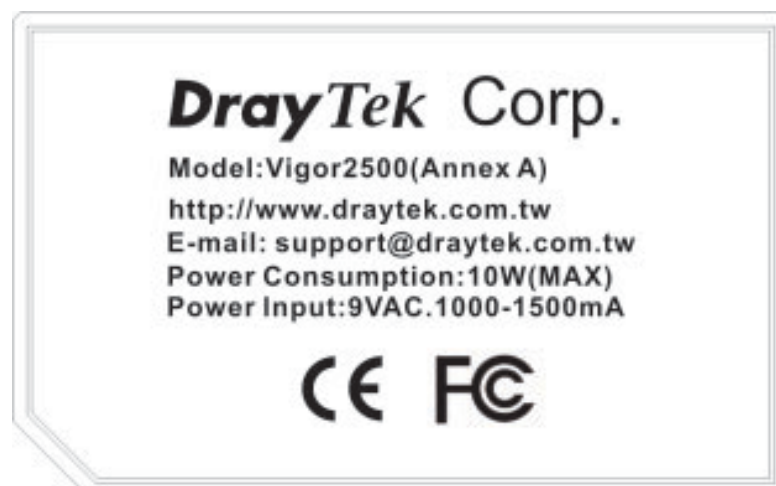 DrayTek Corp.
Model:Vigor2500(Annex A)
http://www.draytek.com.tw
E-mail: support@draytek.com.tw
Power Consumption:10W(MAX)
Power Input:9VAC.1000-1500mA
CE FC